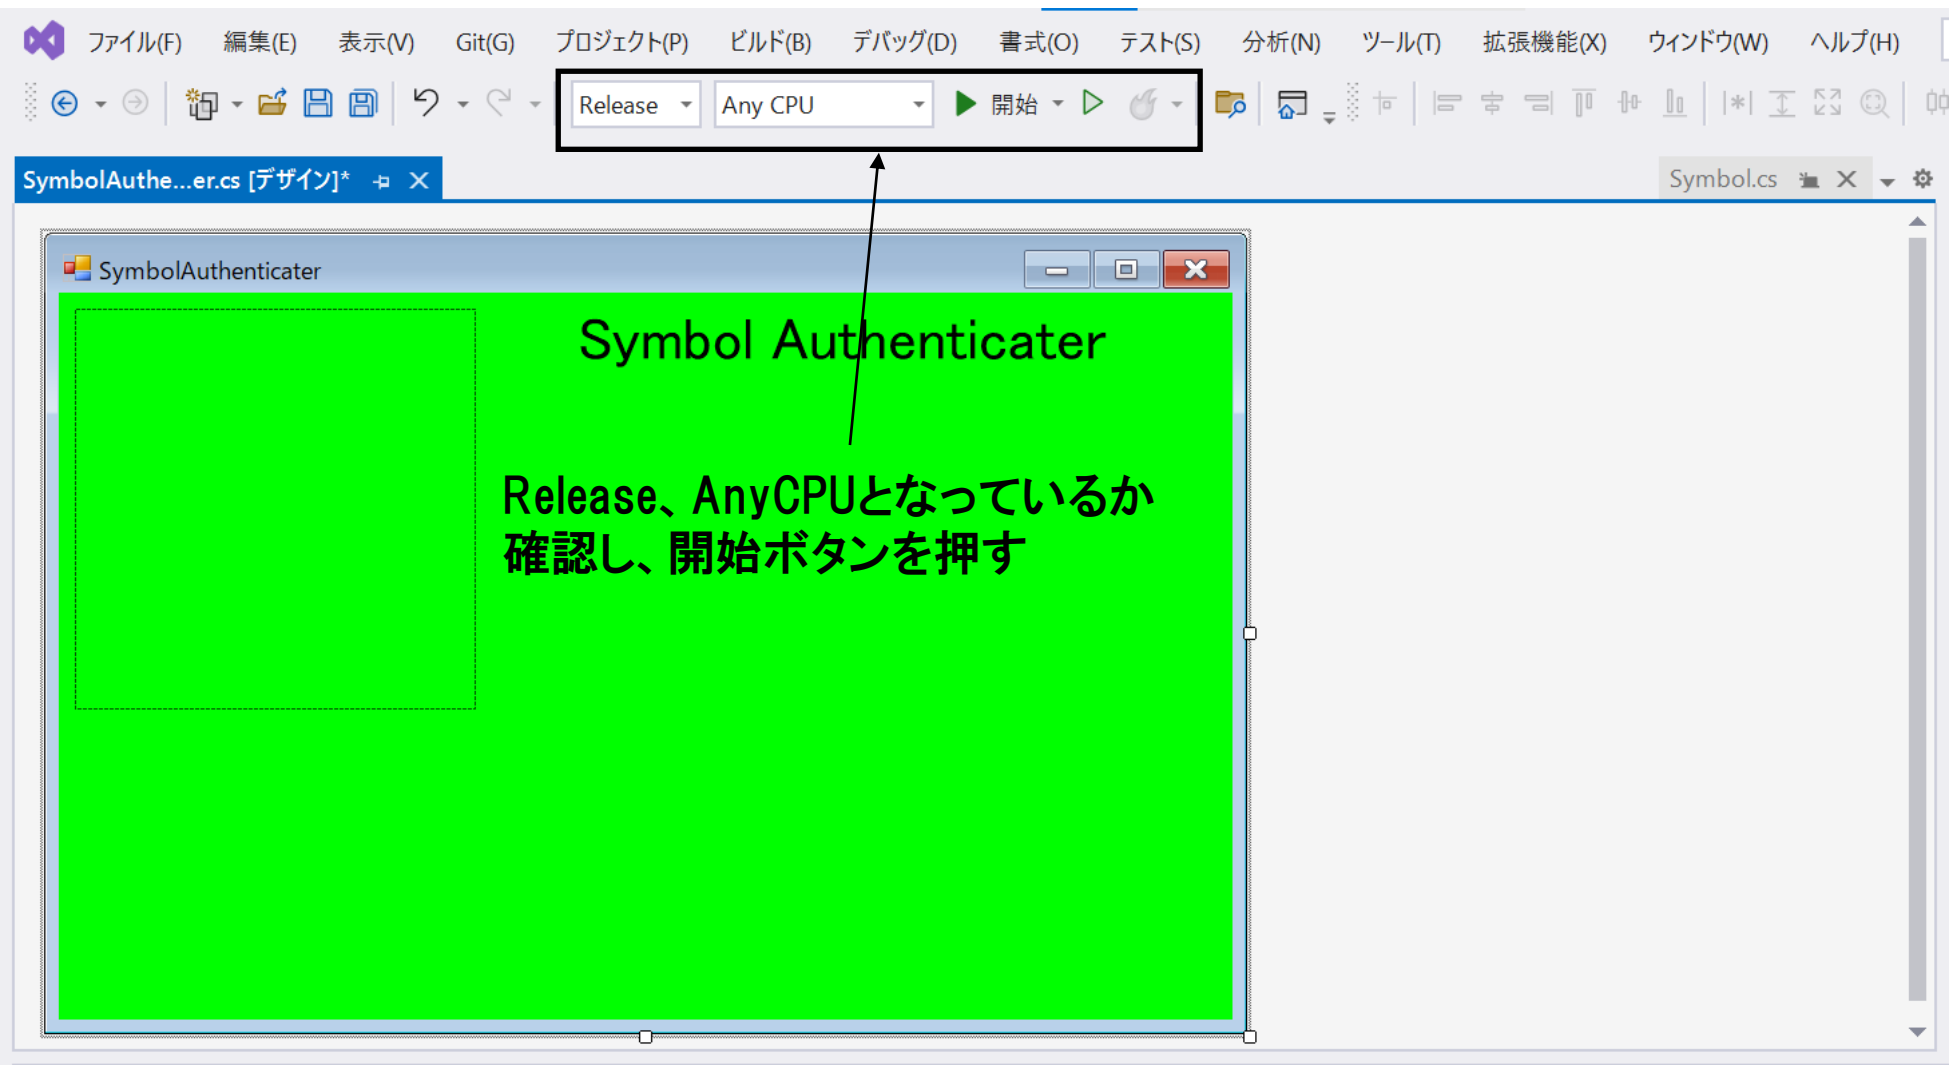 ファイル(F) 編集(E) 表示(V) Git(G) プロジェクト(P) ビルド(B) デバッグ(D) 書式(O) テスト(S) 分析(N) ツール(T) 拡張機能(X) ウィンドウ(W) ヘルプ(H)
Release Any CPU 開始
SymbolAuthe...er.cs [デザイン]* Symbol.cs
SymbolAuthenticater
Symbol Authenticater
Release、AnyCPUとなっているか
確認し、開始ボタンを押す